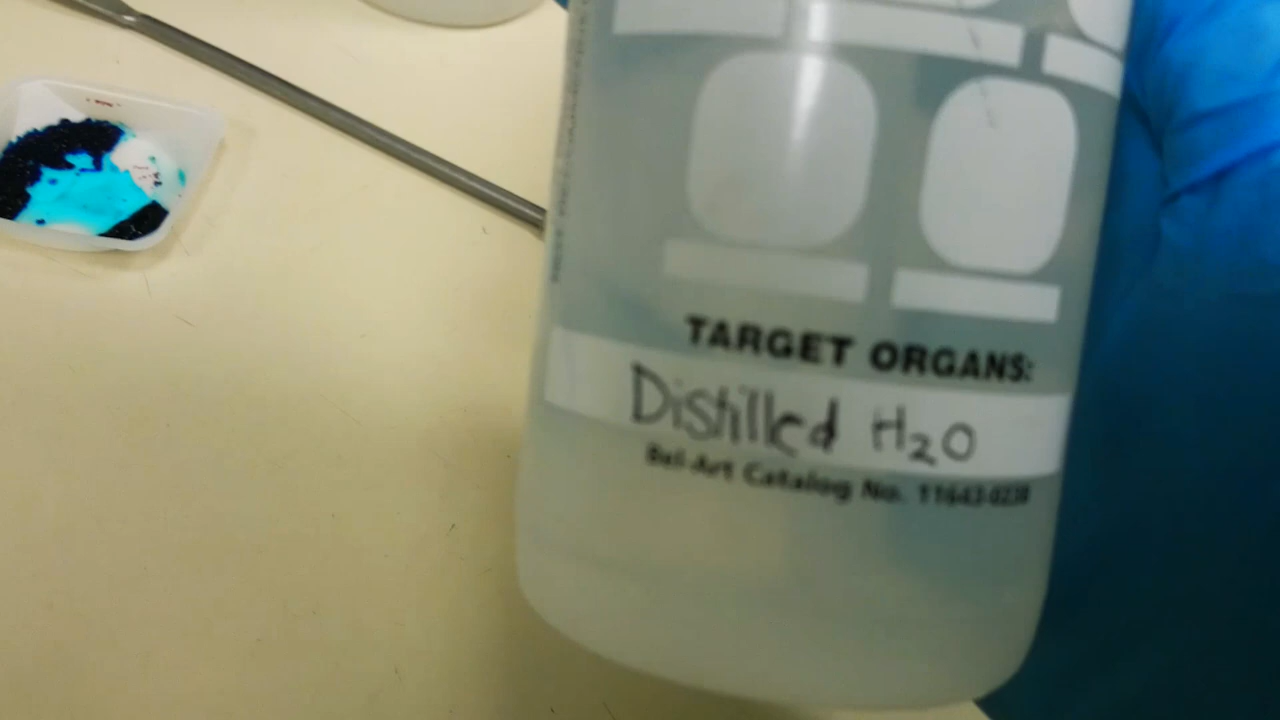 TARGET ORGANS:
Distilled H₂O
Bel-Art Catalog No. 11643-0238